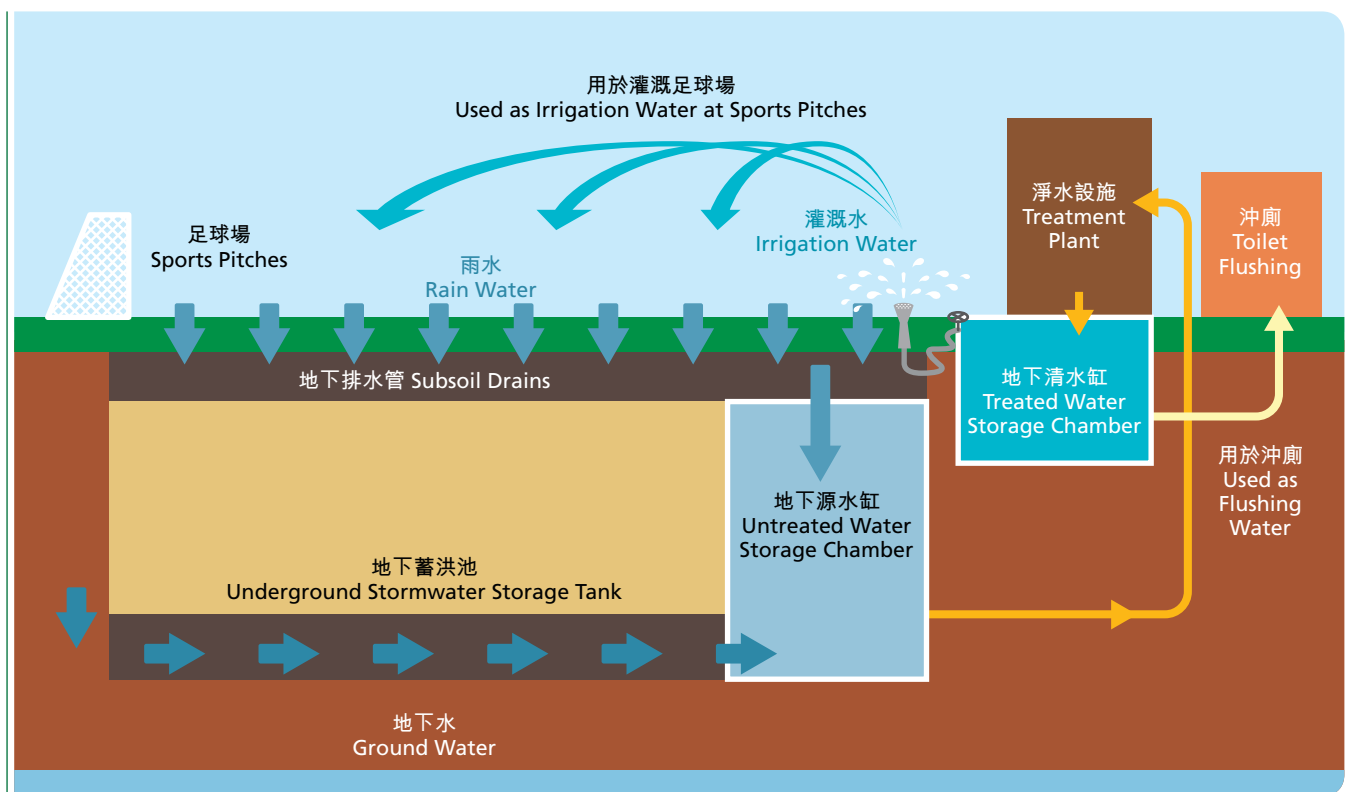 用於灌溉足球場
Used as Irrigation Water at Sports Pitches
足球場
Sports Pitches
雨水
Rain Water
灌溉水
Irrigation Water
淨水設施
Treatment
Plant
沖廁
Toilet
Flushing
地下排水管 Subsoil Drains
地下清水缸
Treated Water
Storage Chamber
用於沖廁
Used as
Flushing
Water
地下源水缸
Untreated Water
Storage Chamber
地下蓄洪池
Underground Stormwater Storage Tank
地下水
Ground Water